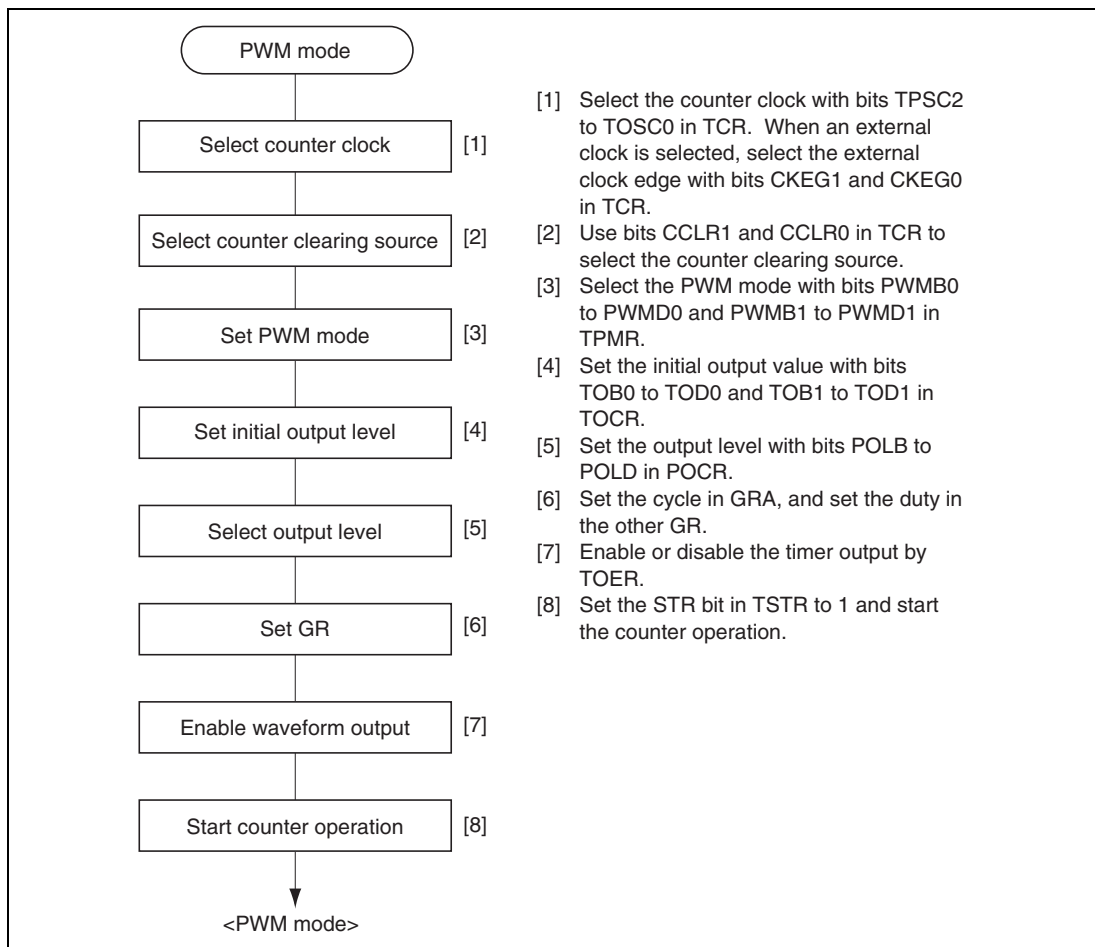 PWM mode
Select counter clock [1]
Select counter clearing source [2]
Set PWM mode [3]
Set initial output level [4]
Select output level [5]
Set GR [6]
Enable waveform output [7]
Start counter operation [8]
<PWM mode>
[1] Select the counter clock with bits TPSC2
to TOSC0 in TCR. When an external
clock is selected, select the external
clock edge with bits CKEG1 and CKEG0
in TCR.
[2] Use bits CCLR1 and CCLR0 in TCR to
select the counter clearing source.
[3] Select the PWM mode with bits PWMB0
to PWMD0 and PWMB1 to PWMD1 in
TPMR.
[4] Set the initial output value with bits
TOB0 to TOD0 and TOB1 to TOD1 in
TOCR.
[5] Set the output level with bits POLB to
POLD in POCR.
[6] Set the cycle in GRA, and set the duty in
the other GR.
[7] Enable or disable the timer output by
TOER.
[8] Set the STR bit in TSTR to 1 and start
the counter operation.